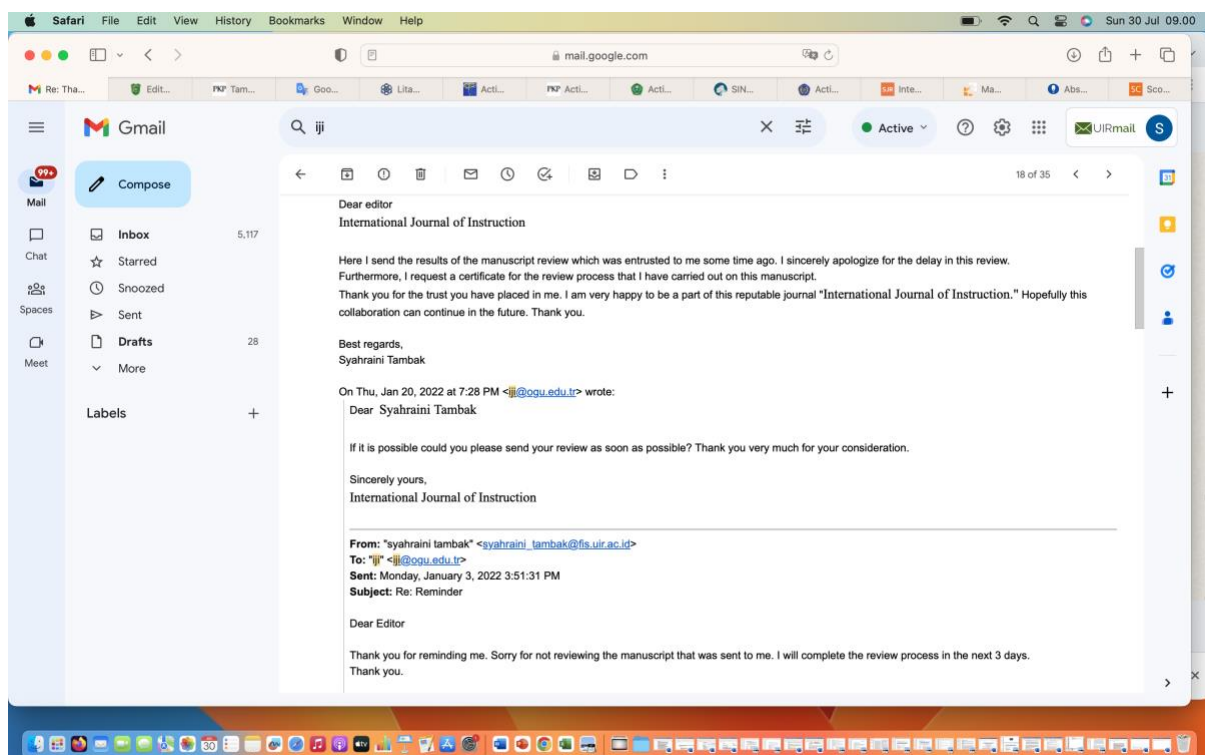 Safari File Edit View History Bookmarks Window Help Sun 30 Jul 09.00
mail.google.com
Re: Tha... Edit... PKP Tam... Goo... Lita... Acti... PKP Acti... Acti... SIN... Acti... SJR Inte... Ma... Abs... SC Sco...
Gmail iji Active UIRmail S
99+ Compose 18 of 35 31
Mail
Chat
Spaces
Meet
Inbox 5,117
Starred
Snoozed
Sent
Drafts 28
More
Labels
Dear editor
International Journal of Instruction
Here I send the results of the manuscript review which was entrusted to me some time ago. I sincerely apologize for the delay in this review.
Furthermore, I request a certificate for the review process that I have carried out on this manuscript.
Thank you for the trust you have placed in me. I am very happy to be a part of this reputable journal "International Journal of Instruction." Hopefully this
collaboration can continue in the future. Thank you.
Best regards,
Syahraini Tambak
On Thu, Jan 20, 2022 at 7:28 PM <iji@ogu.edu.tr> wrote:
Dear Syahraini Tambak
If it is possible could you please send your review as soon as possible? Thank you very much for your consideration.
Sincerely yours,
International Journal of Instruction
From: "syahraini tambak" <syahraini_tambak@fis.uir.ac.id>
To: "iji" <iji@ogu.edu.tr>
Sent: Monday, January 3, 2022 3:51:31 PM
Subject: Re: Reminder
Dear Editor
Thank you for reminding me. Sorry for not reviewing the manuscript that was sent to me. I will complete the review process in the next 3 days.
Thank you.
30